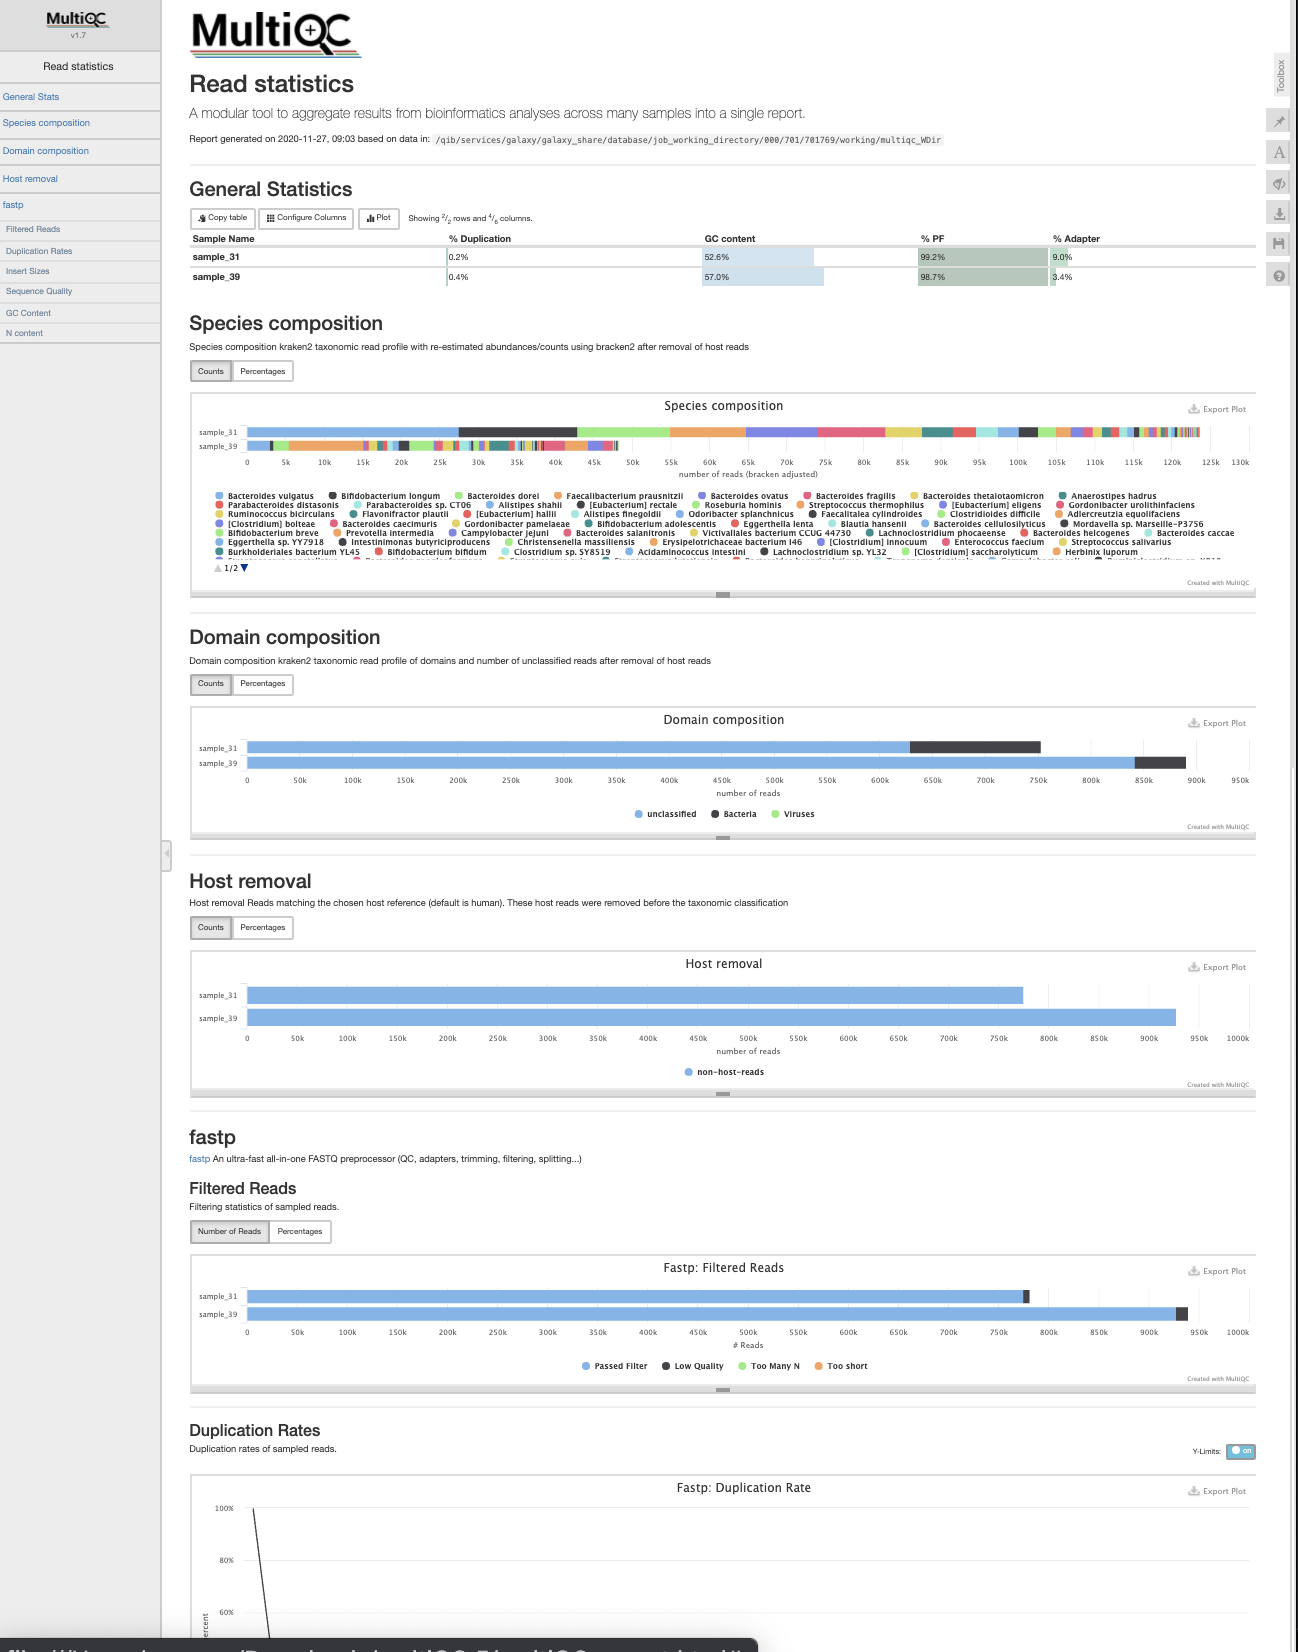 MultiQC
v1.7
Read statistics
General Stats
Species composition
Domain composition
Host removal
fastp
Filtered Reads
Duplication Rates
Insert Sizes
Sequence Quality
GC Content
N content
MultiQC
Read statistics
A modular tool to aggregate results from bioinformatics analyses across many samples into a single report.
Report generated on 2020-11-27, 09:03 based on data in: /qib/services/galaxy/galaxy_share/database/job_working_directory/000/701/701769/working/multiqc_WDir
Toolbox
A
General Statistics
Copy table Configure Columns Plot Showing 2/2 rows and 4/6 columns.
Sample Name % Duplication GC content % PF % Adapter
sample_31 0.2% 52.6% 99.2% 9.0%
sample_39 0.4% 57.0% 98.7% 3.4%
Species composition
Species composition kraken2 taxonomic read profile with re-estimated abundances/counts using bracken2 after removal of host reads
Counts Percentages
Species composition
Export Plot
sample_31
sample_39
0 5k 10k 15k 20k 25k 30k 35k 40k 45k 50k 55k 60k 65k 70k 75k 80k 85k 90k 95k 100k 105k 110k 115k 120k 125k 130k
number of reads (bracken adjusted)
Bacteroides vulgatus Bifidobacterium longum Bacteroides dorei Faecalibacterium prausnitzii Bacteroides ovatus Bacteroides fragilis Bacteroides thetaiotaomicron Anaerostipes hadrus
Parabacteroides distasonis Parabacteroides sp. CT06 Alistipes shahii [Eubacterium] rectale Roseburia hominis Streptococcus thermophilus [Eubacterium] eligens Gordonibacter urolithinfaciens
Ruminococcus bicirculans Flavonifractor plautii [Eubacterium] hallii Alistipes finegoldii Odoribacter splanchnicus Faecalitalea cylindroides Clostridioides difficile Adlercreutzia equolifaciens
[Clostridium] bolteae Bacteroides caecimuris Gordonibacter pamelaeae Bifidobacterium adolescentis Eggerthella lenta Blautia hansenii Bacteroides cellulosilyticus Mordavella sp. Marseille-P3756
Bifidobacterium breve Prevotella intermedia Campylobacter jejuni Bacteroides salanitronis Victivallales bacterium CCUG 44730 Lachnoclostridium phocaeense Bacteroides helcogenes Bacteroides caccae
Eggerthella sp. YY7918 Intestinimonas butyriciproducens Christensenella massiliensis Erysipelotrichaceae bacterium I46 [Clostridium] innocuum Enterococcus faecium Streptococcus salivarius
Burkholderiales bacterium YL45 Bifidobacterium bifidum Clostridium sp. SY8519 Acidaminococcus intestini Lachnoclostridium sp. YL32 [Clostridium] saccharolyticum Herbinix luporum
1/2
Created with MultiQC
Domain composition
Domain composition kraken2 taxonomic read profile of domains and number of unclassified reads after removal of host reads
Counts Percentages
Domain composition
Export Plot
sample_31
sample_39
0 50k 100k 150k 200k 250k 300k 350k 400k 450k 500k 550k 600k 650k 700k 750k 800k 850k 900k 950k
number of reads
unclassified Bacteria Viruses
Created with MultiQC
Host removal
Host removal Reads matching the chosen host reference (default is human). These host reads were removed before the taxonomic classification
Counts Percentages
Host removal
Export Plot
sample_31
sample_39
0 50k 100k 150k 200k 250k 300k 350k 400k 450k 500k 550k 600k 650k 700k 750k 800k 850k 900k 950k 1000k
number of reads
non-host-reads
Created with MultiQC
fastp
fastp An ultra-fast all-in-one FASTQ preprocessor (QC, adapters, trimming, filtering, splitting...)
Filtered Reads
Filtering statistics of sampled reads.
Number of Reads Percentages
Fastp: Filtered Reads
Export Plot
sample_31
sample_39
0 50k 100k 150k 200k 250k 300k 350k 400k 450k 500k 550k 600k 650k 700k 750k 800k 850k 900k 950k 1000k
# Reads
Passed Filter Low Quality Too Many N Too short
Created with MultiQC
Duplication Rates
Duplication rates of sampled reads.
Y-Limits: on
Fastp: Duplication Rate
Export Plot
100%
80%
60%